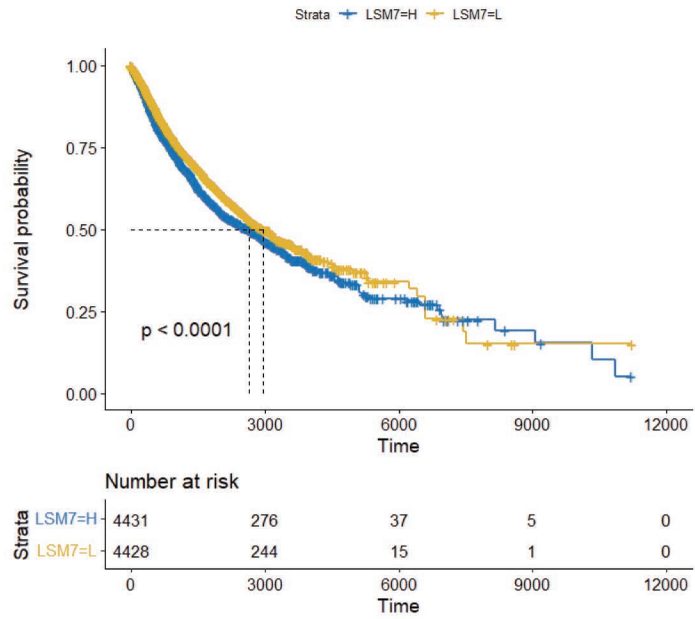 Strata LSM7=H LSM7=L
1.00
0.75
0.50
0.25
0.00
Survival probability
p < 0.0001
0 3000 6000 9000 12000
Time
Number at risk
Strata
LSM7=H 4431 276 37 5 0
LSM7=L 4428 244 15 1 0
0 3000 6000 9000 12000
Time